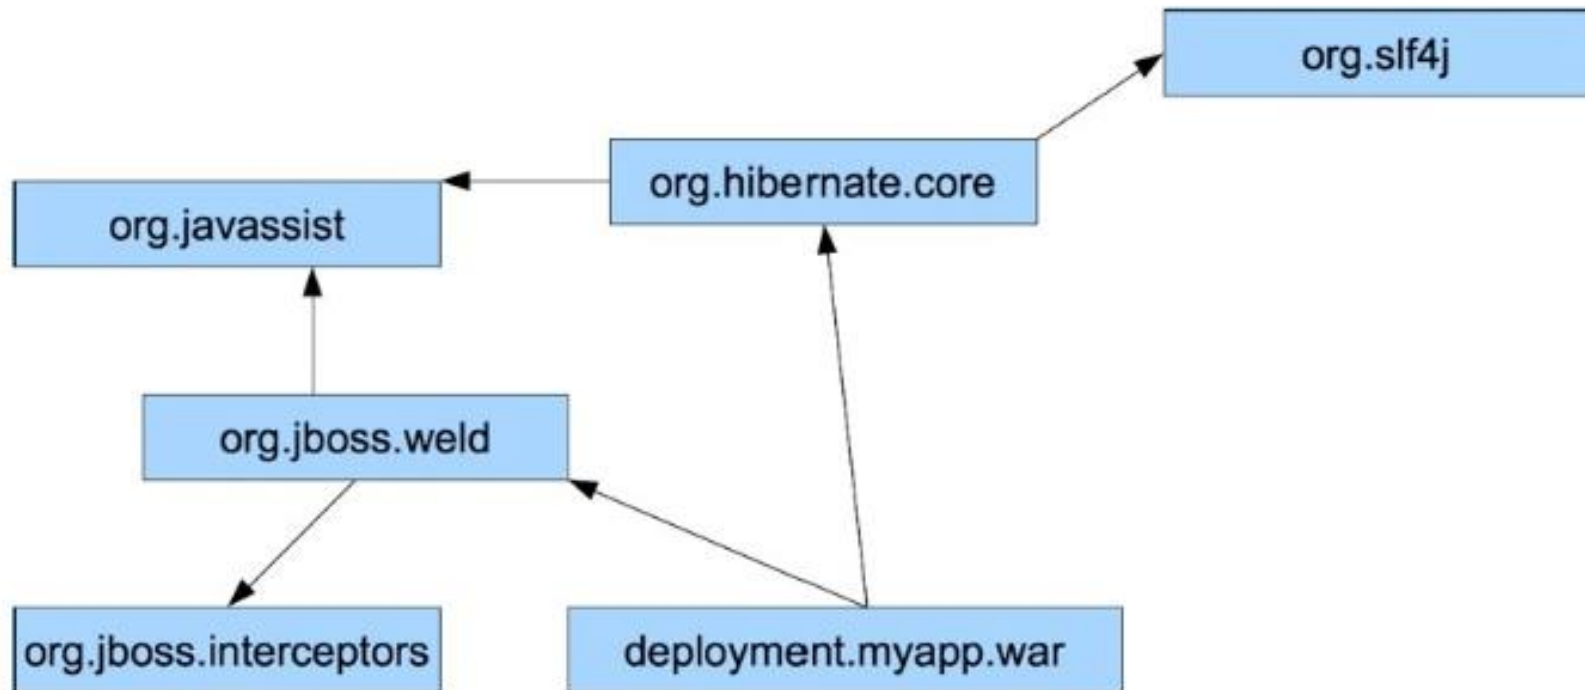 org.slf4j
org.hibernate.core
org.javassist
org.jboss.weld
org.jboss.interceptors
deployment.myapp.war